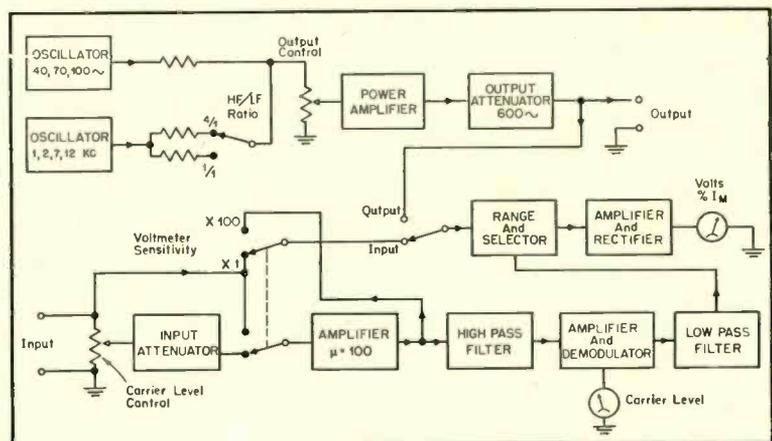 OSCILLATOR
40, 70, 100~
Output
Control
HF/LF
Ratio
4/1
1/1
OSCILLATOR
1, 2, 7, 12 KC
POWER
AMPLIFIER
OUTPUT
ATTENUATOR
600~
Output
Volts
% IM
X 100
Output
Input
RANGE
And
SELECTOR
AMPLIFIER
And
RECTIFIER
Voltmeter
Sensitivity
X 1
Input
INPUT
ATTENUATOR
AMPLIFIER
μ=100
HIGH PASS
FILTER
AMPLIFIER
And
DEMODULATOR
LOW PASS
FILTER
Carrier Level
Control
Carrier Level